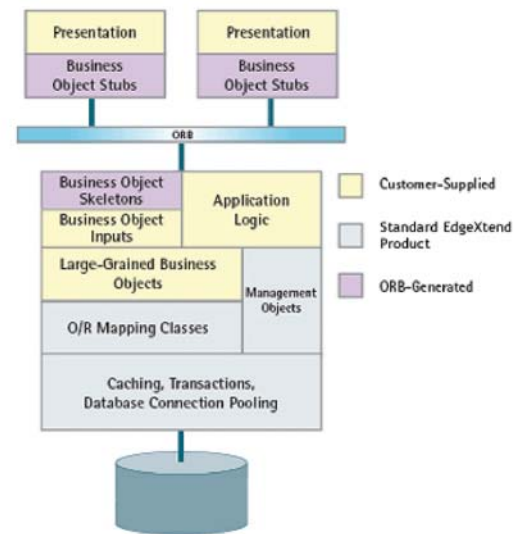 Presentation
Business
Object Stubs
Presentation
Business
Object Stubs
ORB
Business Object
Skeletons
Business Object
Inputs
Application
Logic
Large-Grained Business
Objects
Management
Objects
O/R Mapping Classes
Caching, Transactions,
Database Connection Pooling
Customer-Supplied
Standard EdgeXtend
Product
ORB-Generated